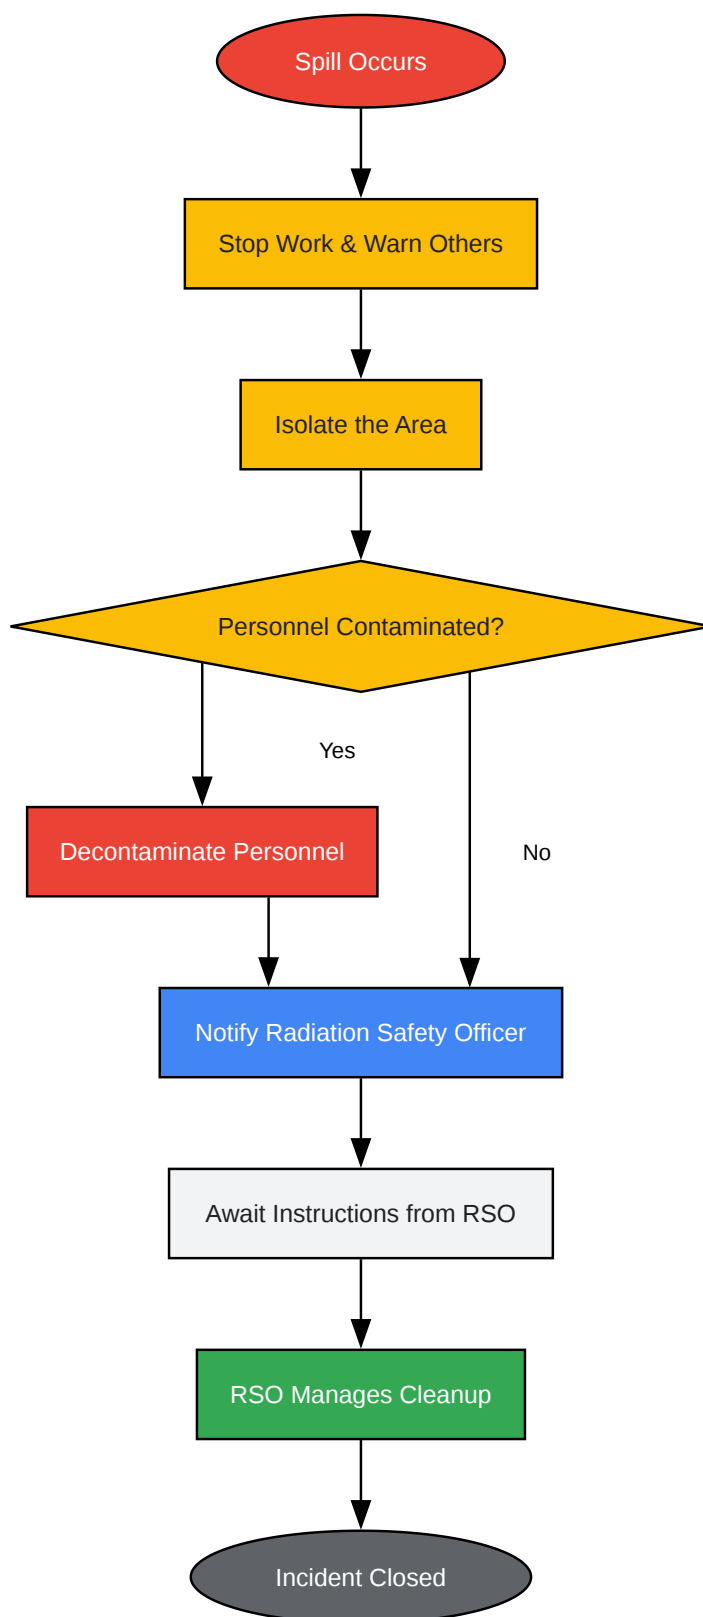 Spill Occurs
Stop Work & Warn Others
Isolate the Area
Personnel Contaminated?
Yes
Decontaminate Personnel
No
Notify Radiation Safety Officer
Await Instructions from RSO
RSO Manages Cleanup
Incident Closed